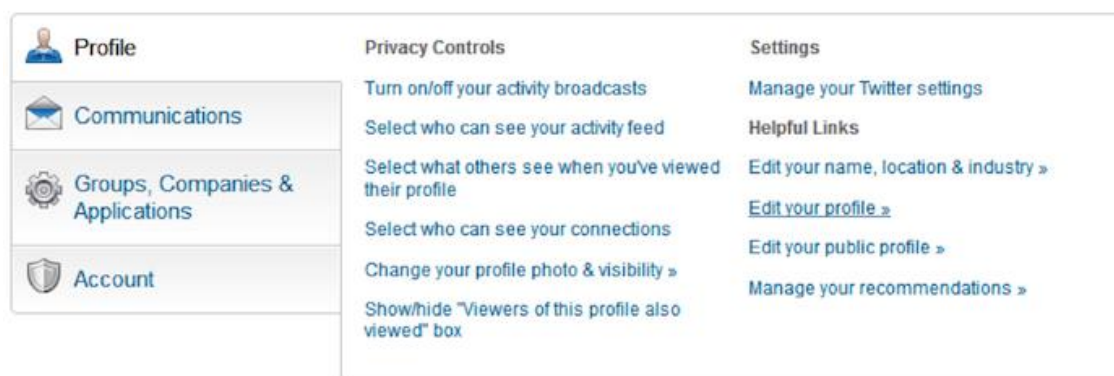 Profile
Communications
Groups, Companies &
Applications
Account
Privacy Controls
Turn on/off your activity broadcasts
Select who can see your activity feed
Select what others see when you've viewed
their profile
Select who can see your connections
Change your profile photo & visibility »
Show/hide "Viewers of this profile also
viewed" box
Settings
Manage your Twitter settings
Helpful Links
Edit your name, location & industry »
Edit your profile »
Edit your public profile »
Manage your recommendations »